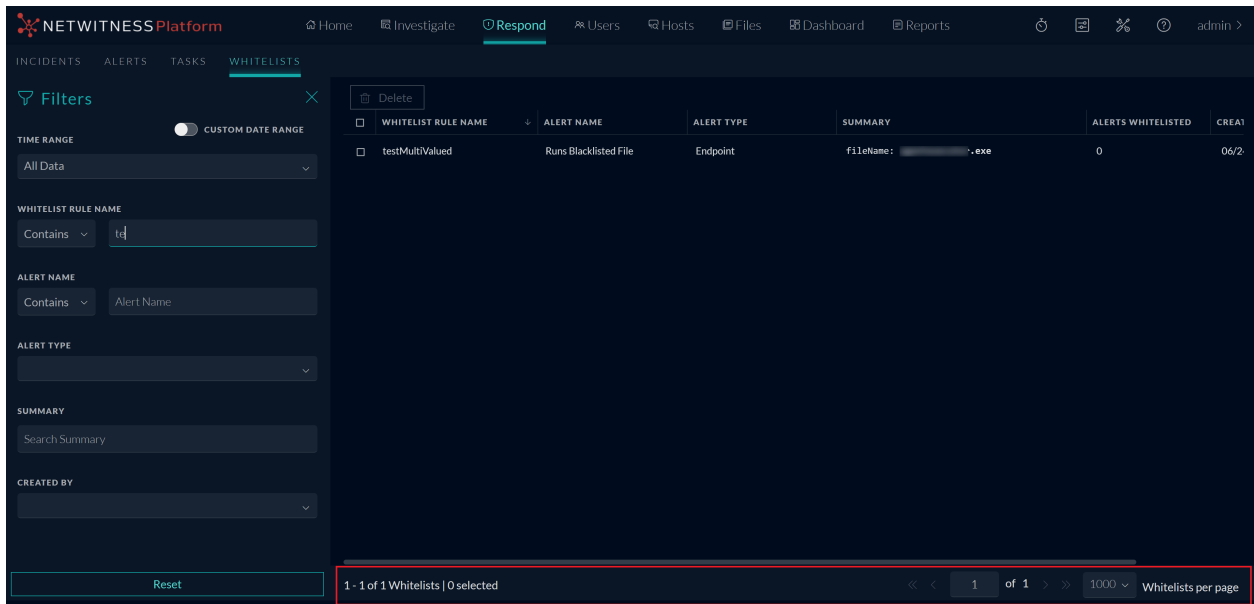 NETWITNESS Platform Home Investigate Respond Users Hosts Files Dashboard Reports admin >
INCIDENTS ALERTS TASKS WHITELISTS
Filters
CUSTOM DATE RANGE
TIME RANGE
All Data
WHITELIST RULE NAME
Contains te
ALERT NAME
Contains Alert Name
ALERT TYPE
SUMMARY
Search Summary
CREATED BY
Reset
Delete
WHITELIST RULE NAME ALERT NAME ALERT TYPE SUMMARY ALERTS WHITELISTED
testMultiValued Runs Blacklisted File Endpoint fileName: .exe 0
1 - 1 of 1 Whitelists | 0 selected 1 of 1 1000 Whitelists per page